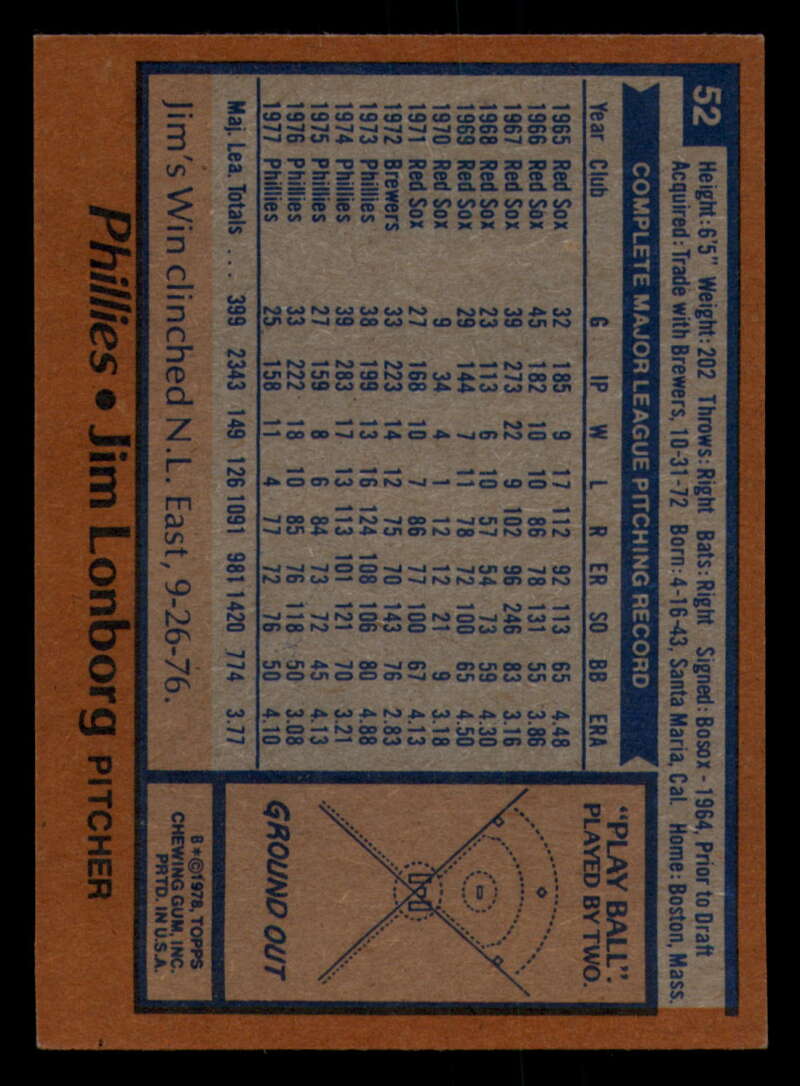 52
Height: 6'5" Weight: 202 Throws: Right Bats: Right Signed: Bosox - 1964, Prior to Draft
Acquired: Trade with Brewers, 10-31-72 Born: 4-16-43, Santa Maria, Cal. Home: Boston, Mass.
COMPLETE MAJOR LEAGUE PITCHING RECORD
Year Club G IP W L R ER SO BB ERA
1965 Red Sox 32 185 9 17 112 92 113 65 4.48
1966 Red Sox 45 182 10 10 86 78 131 55 3.86
1967 Red Sox 39 273 22 9 102 96 246 83 3.16
1968 Red Sox 23 113 6 10 57 54 73 59 4.30
1969 Red Sox 29 144 7 11 78 72 100 65 4.50
1970 Red Sox 9 34 4 1 12 12 21 9 3.18
1971 Red Sox 27 168 10 7 86 77 100 67 4.13
1972 Brewers 33 223 14 12 75 70 143 76 2.83
1973 Phillies 38 199 13 16 124 108 106 80 4.88
1974 Phillies 39 283 17 13 113 101 121 70 3.21
1975 Phillies 27 159 8 6 84 73 72 45 4.13
1976 Phillies 33 222 18 10 85 76 118 50 3.08
1977 Phillies 25 158 11 4 77 72 76 50 4.10
Maj. Lea. Totals ... 399 2343 149 126 1091 981 1420 774 3.77
Jim's Win clinched N.L. East, 9-26-76.
"PLAY BALL":
PLAYED BY TWO.
GROUND OUT
B*©1978, TOPPS
CHEWING GUM, INC.
PRTD. IN U.S.A.
Phillies • Jim Lonborg PITCHER